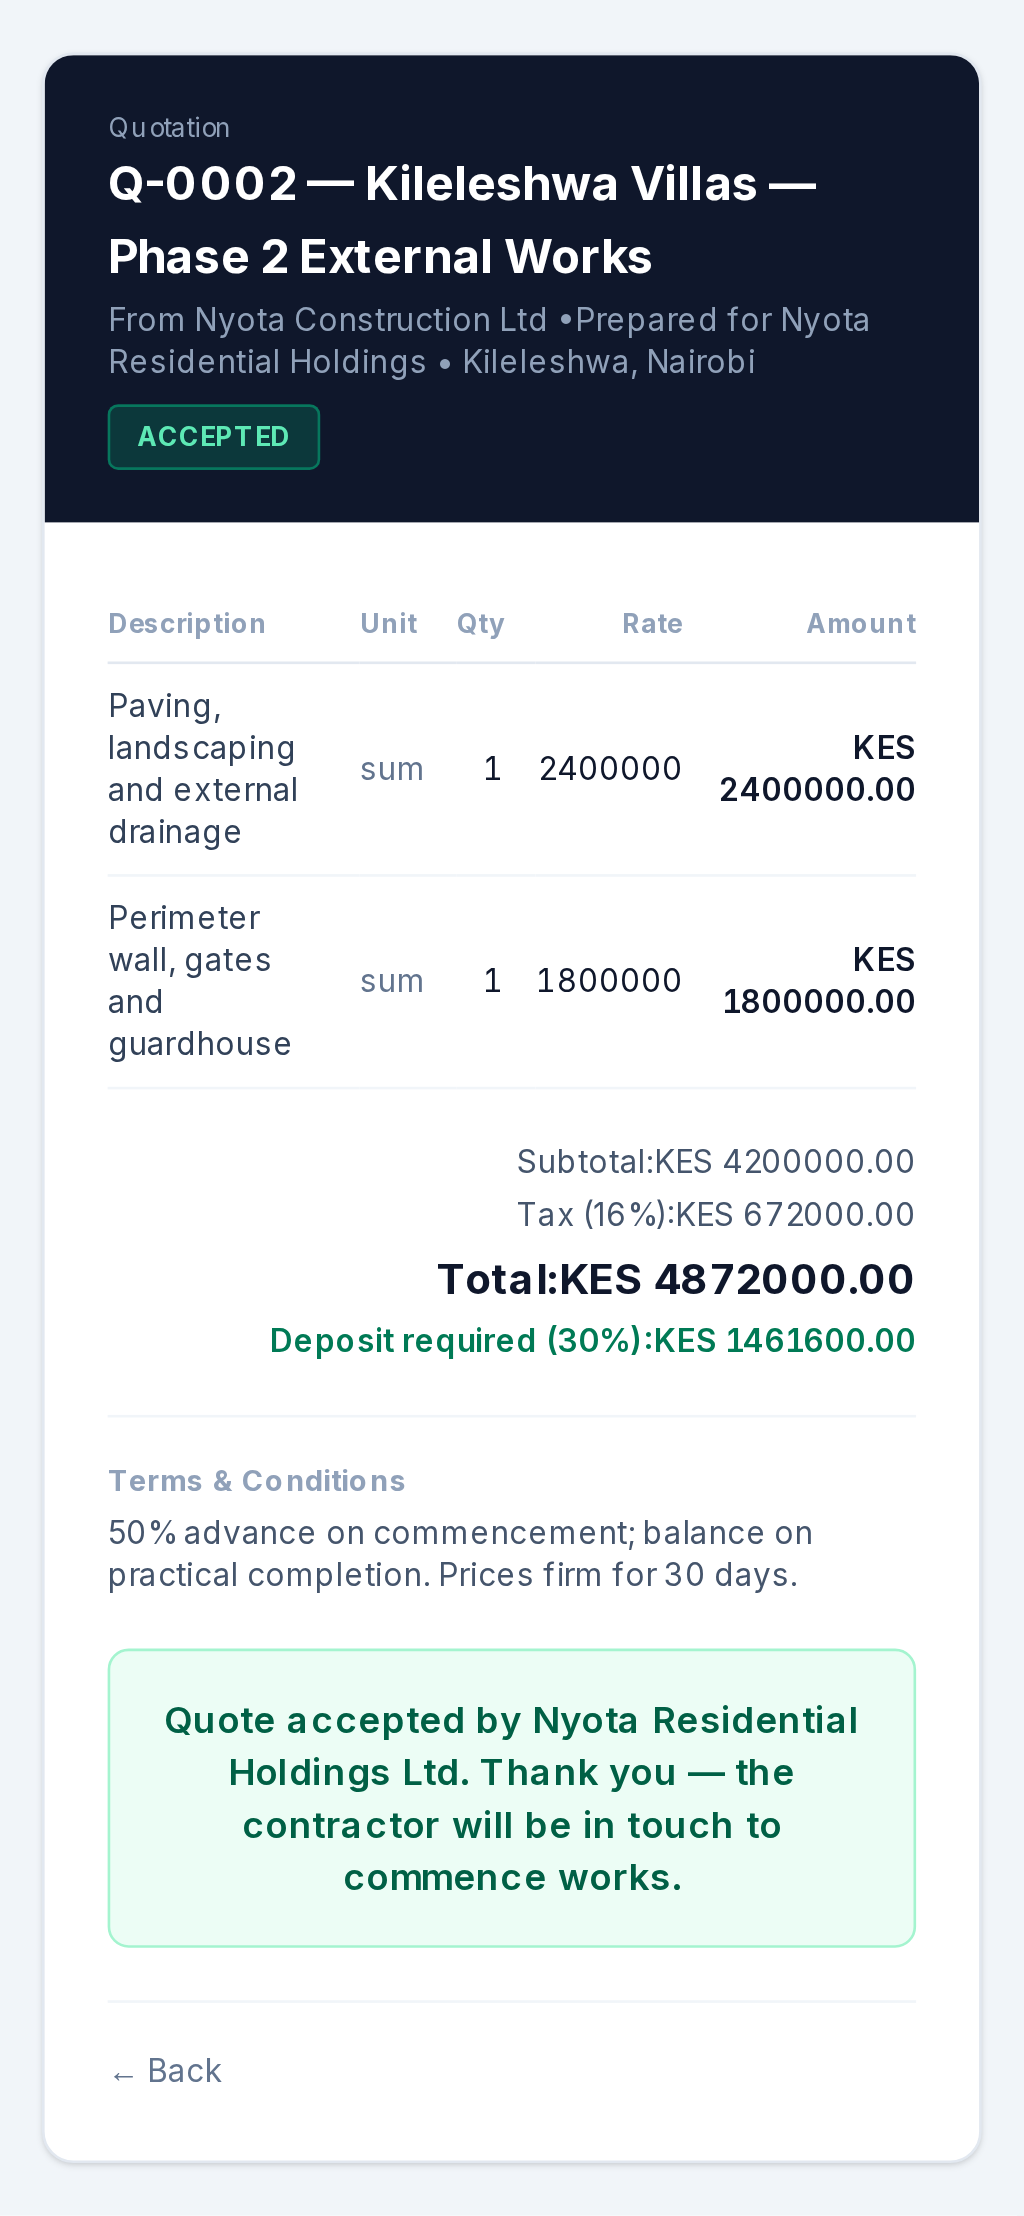 Quotation
Q-0002 — Kileleshwa Villas —
Phase 2 External Works
From Nyota Construction Ltd •Prepared for Nyota
Residential Holdings • Kileleshwa, Nairobi
ACCEPTED
Description Unit Qty Rate Amount
Paving,
landscaping
and external
drainage
sum 1 2400000
KES
2400000.00
Perimeter
wall, gates
and
guardhouse
sum 1 1800000
KES
1800000.00
Subtotal:KES 4200000.00
Tax (16%):KES 672000.00
Total:KES 4872000.00
Deposit required (30%):KES 1461600.00
Terms & Conditions
50% advance on commencement; balance on
practical completion. Prices firm for 30 days.
Quote accepted by Nyota Residential
Holdings Ltd. Thank you — the
contractor will be in touch to
commence works.
← Back